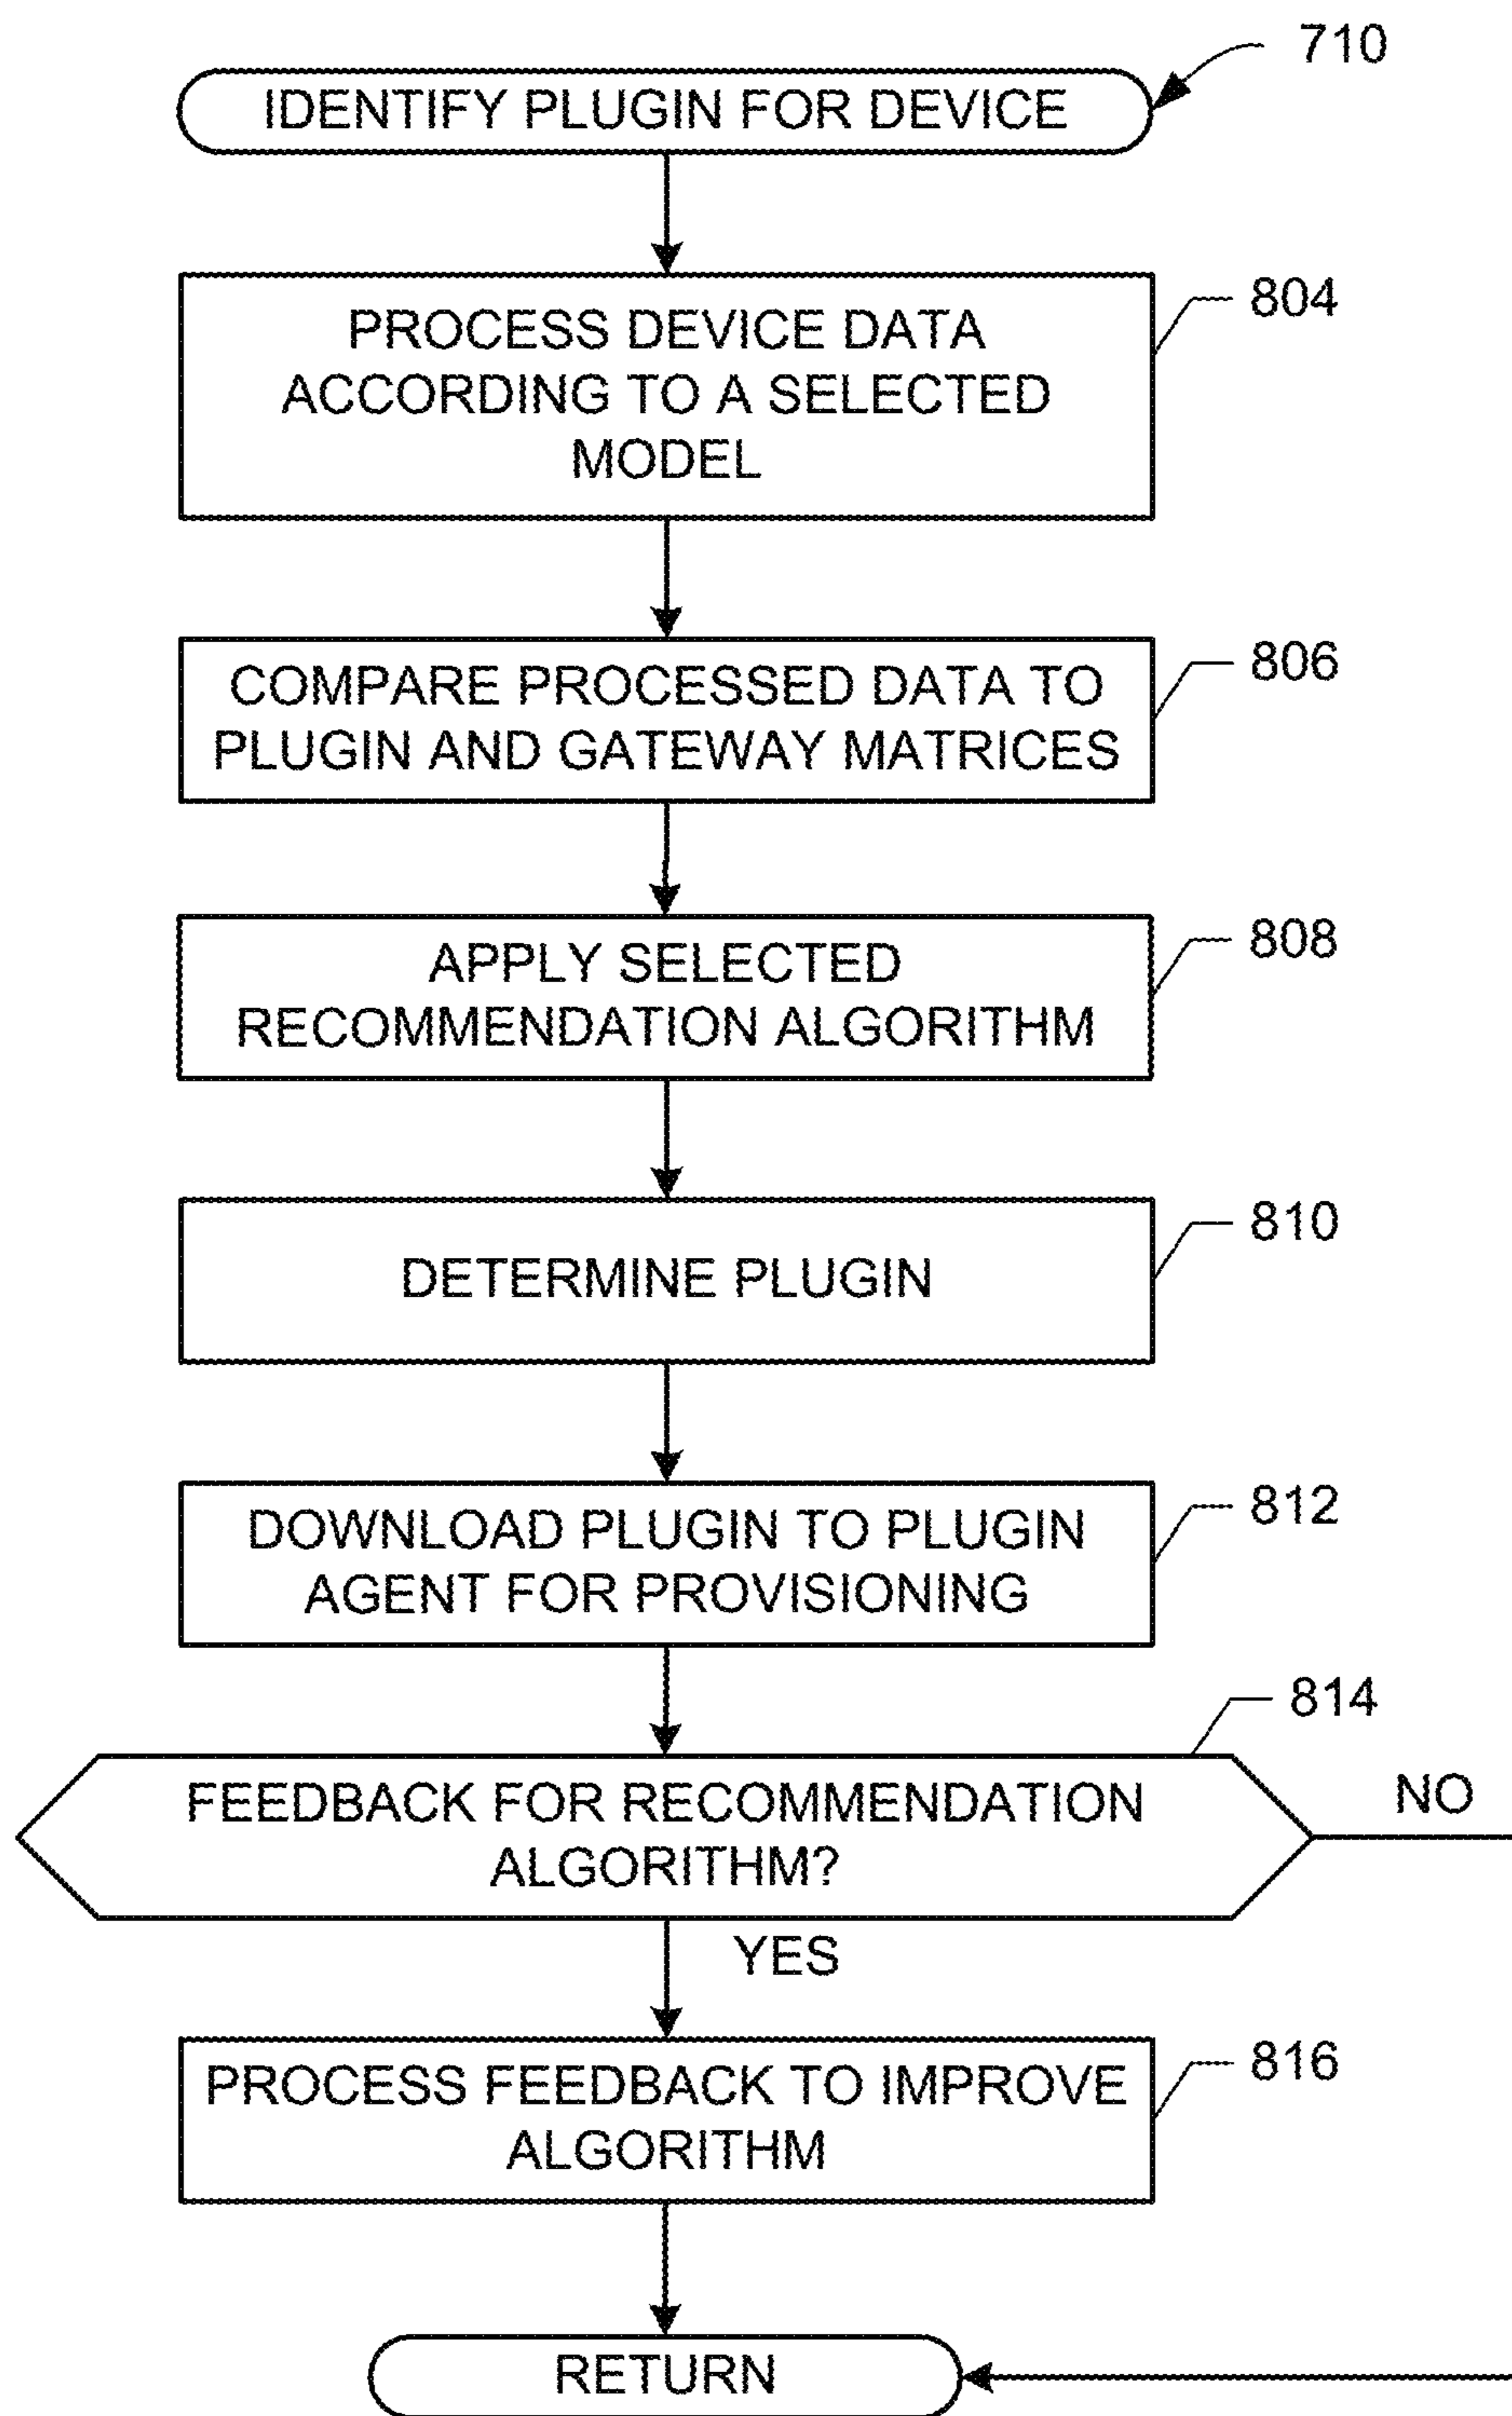 710
IDENTIFY PLUGIN FOR DEVICE
804
PROCESS DEVICE DATA
ACCORDING TO A SELECTED
MODEL
806
COMPARE PROCESSED DATA TO
PLUGIN AND GATEWAY MATRICES
808
APPLY SELECTED
RECOMMENDATION ALGORITHM
810
DETERMINE PLUGIN
812
DOWNLOAD PLUGIN TO PLUGIN
AGENT FOR PROVISIONING
814
FEEDBACK FOR RECOMMENDATION
ALGORITHM?
NO
YES
816
PROCESS FEEDBACK TO IMPROVE
ALGORITHM
RETURN